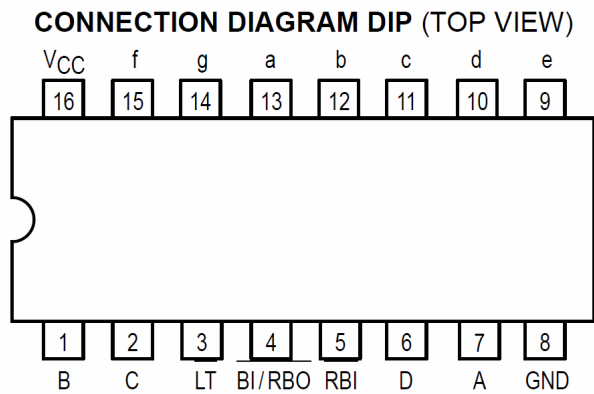 CONNECTION DIAGRAM DIP (TOP VIEW)
VCC f g a b c d e
16 15 14 13 12 11 10 9
1 2 3 4 5 6 7 8
B C LT BI/RBO RBI D A GND